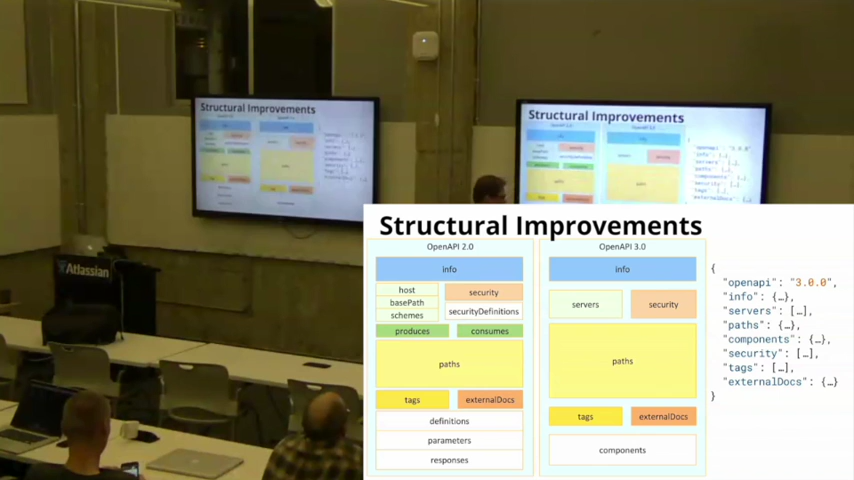 Structural Improvements
Structural Improvements
Atlassian
Structural Improvements
OpenAPI 2.0
info
host
basePath
schemes
security
securityDefinitions
produces
consumes
paths
tags
externalDocs
definitions
parameters
responses
OpenAPI 3.0
info
servers
security
paths
tags
externalDocs
components
{
"openapi": "3.0.0",
"info": {…},
"servers": […],
"paths": {…},
"components": {…},
"security": […],
"tags": […],
"externalDocs": {…}
}